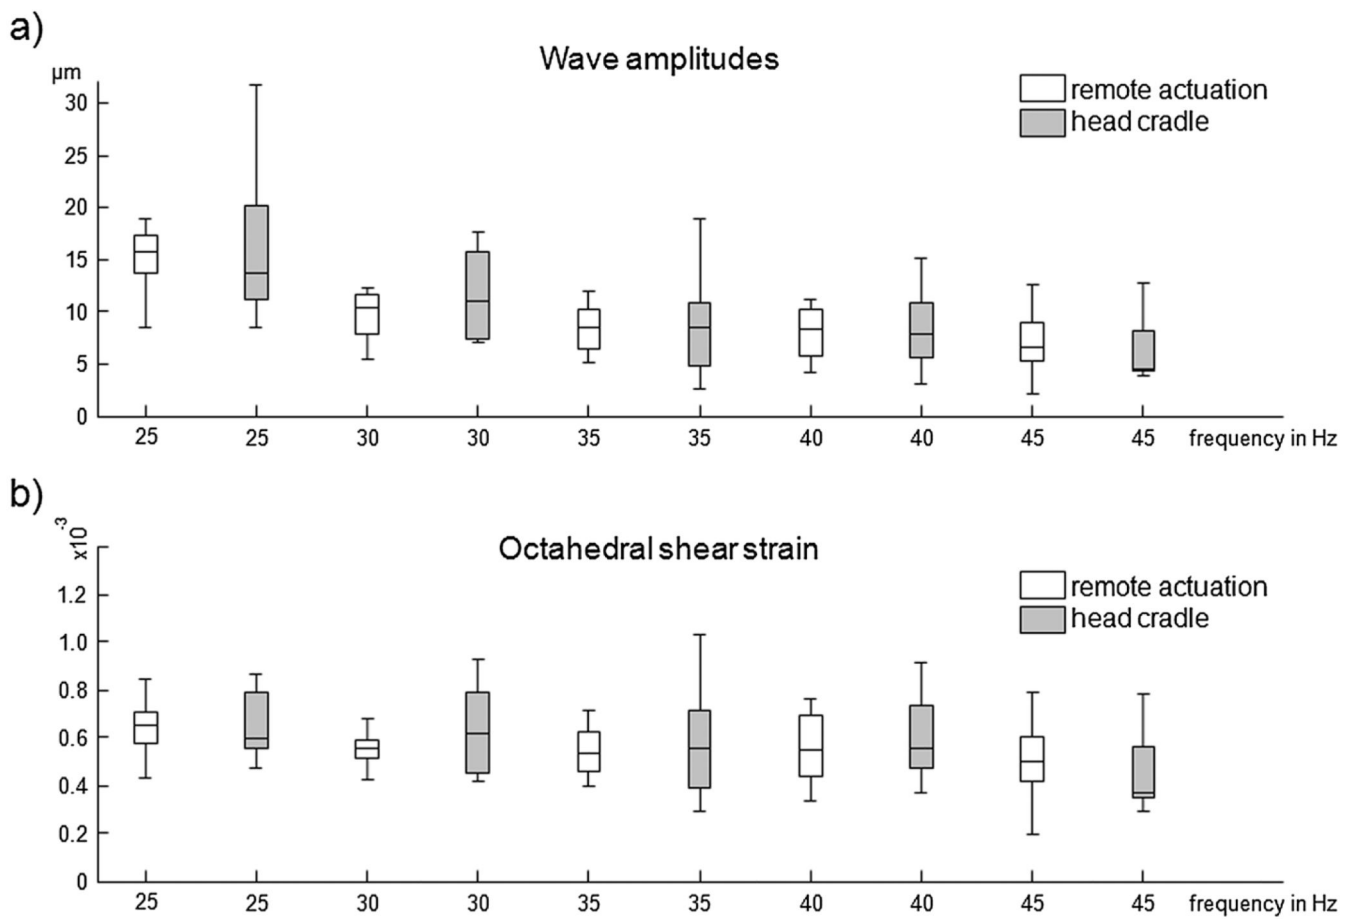 a)
Wave amplitudes
µm
remote actuation
head cradle
30
25
20
15
10
5
0
25 25 30 30 35 35 40 40 45 45 frequency in Hz
b)
x10-3
Octahedral shear strain
remote actuation
head cradle
1.2
1.0
0.8
0.6
0.4
0.2
0
25 25 30 30 35 35 40 40 45 45 frequency in Hz